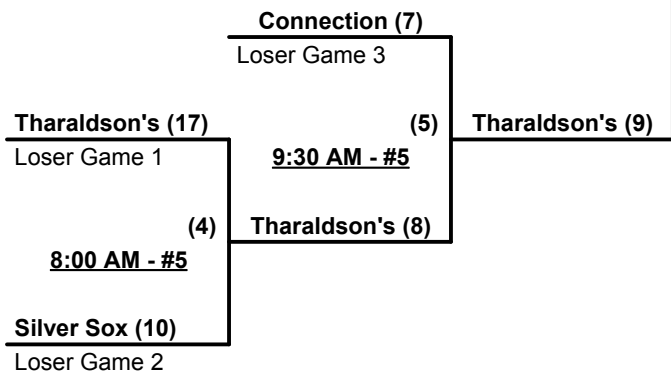 Connection (7)
Loser Game 3
Tharaldson's (17)
(5)
Tharaldson's (9)
Loser Game 1
9:30 AM - #5
(4)
Tharaldson's (8)
8:00 AM - #5
Silver Sox (10)
Loser Game 2